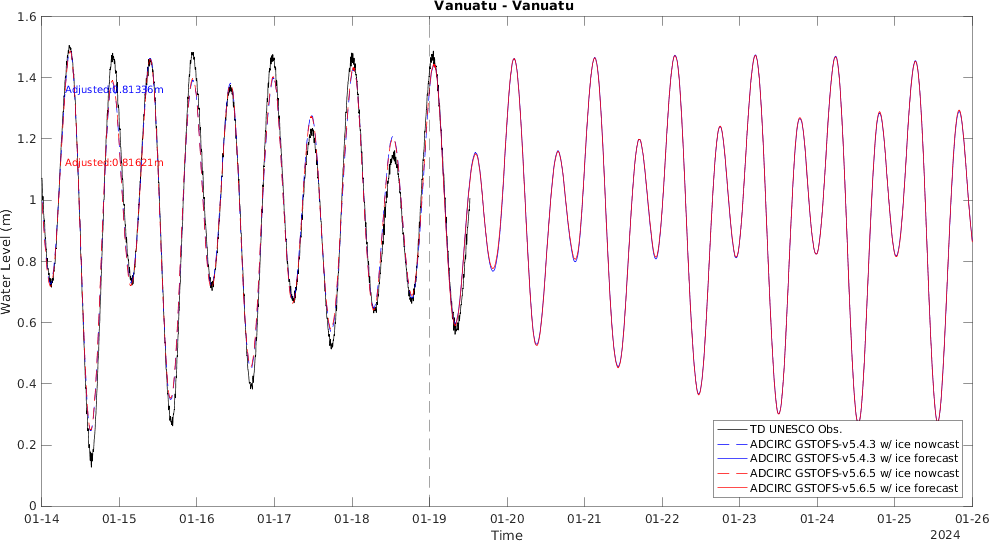 Vanuatu - Vanuatu
1.6
1.4
1.2
1
0.8
0.6
0.4
0.2
0
Water Level (m)
Adjusted:0.81336m
Adjusted:0.81621m
TD UNESCO Obs.
ADCIRC GSTOFS-v5.4.3 w/ ice nowcast
ADCIRC GSTOFS-v5.4.3 w/ ice forecast
ADCIRC GSTOFS-v5.6.5 w/ ice nowcast
ADCIRC GSTOFS-v5.6.5 w/ ice forecast
01-14 01-15 01-16 01-17 01-18 01-19 01-20 01-21 01-22 01-23 01-24 01-25 01-26
Time
2024